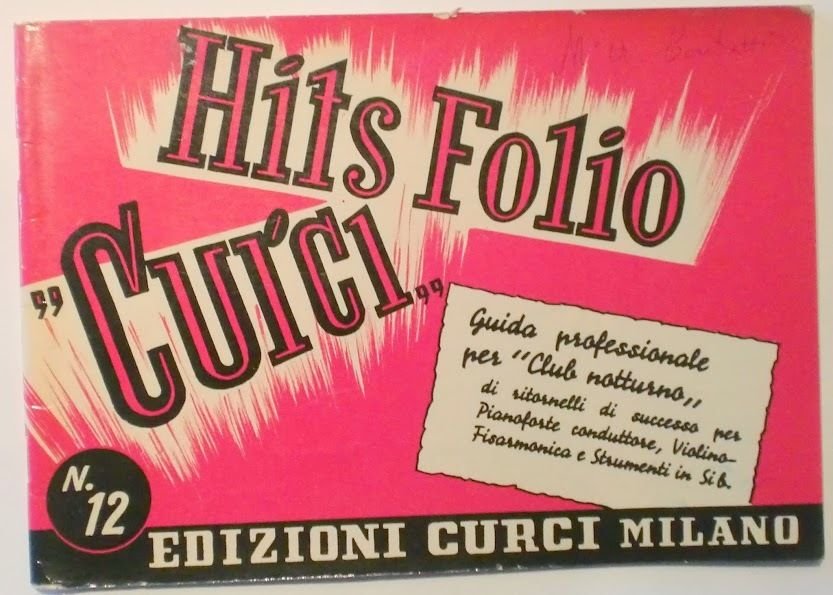 Hits Folio
"Curci„
Guida professionale
per "Club notturno„
di ritornelli di successo per
Pianoforte conduttore, Violino-
Fisarmonica e Strumenti in Si b.
N.
12
EDIZIONI CURCI MILANO